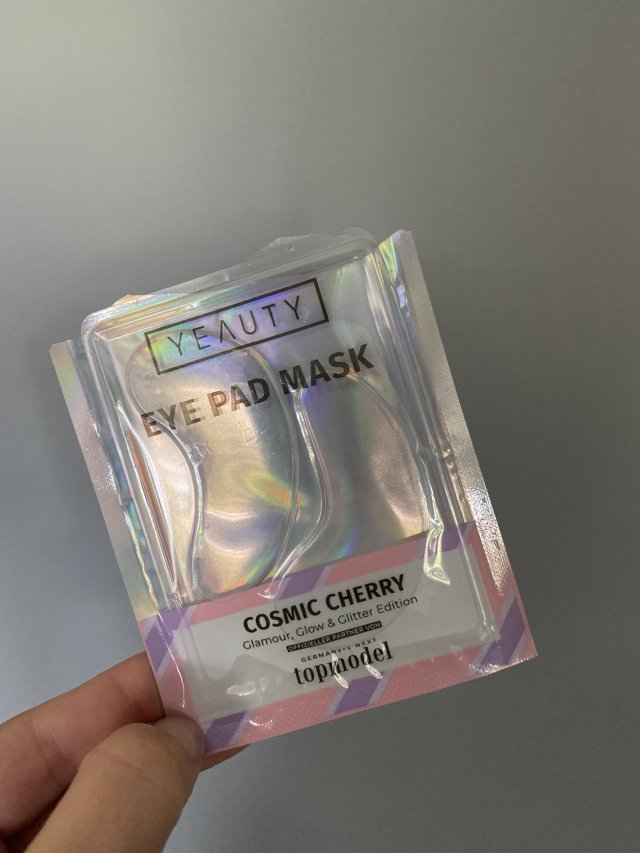 YEAUTY
EYE PAD MASK
COSMIC CHERRY
Glamour, Glow & Glitter Edition
OFFIZIELLER PARTNER VON
GERMANY'S NEXT
topmodel